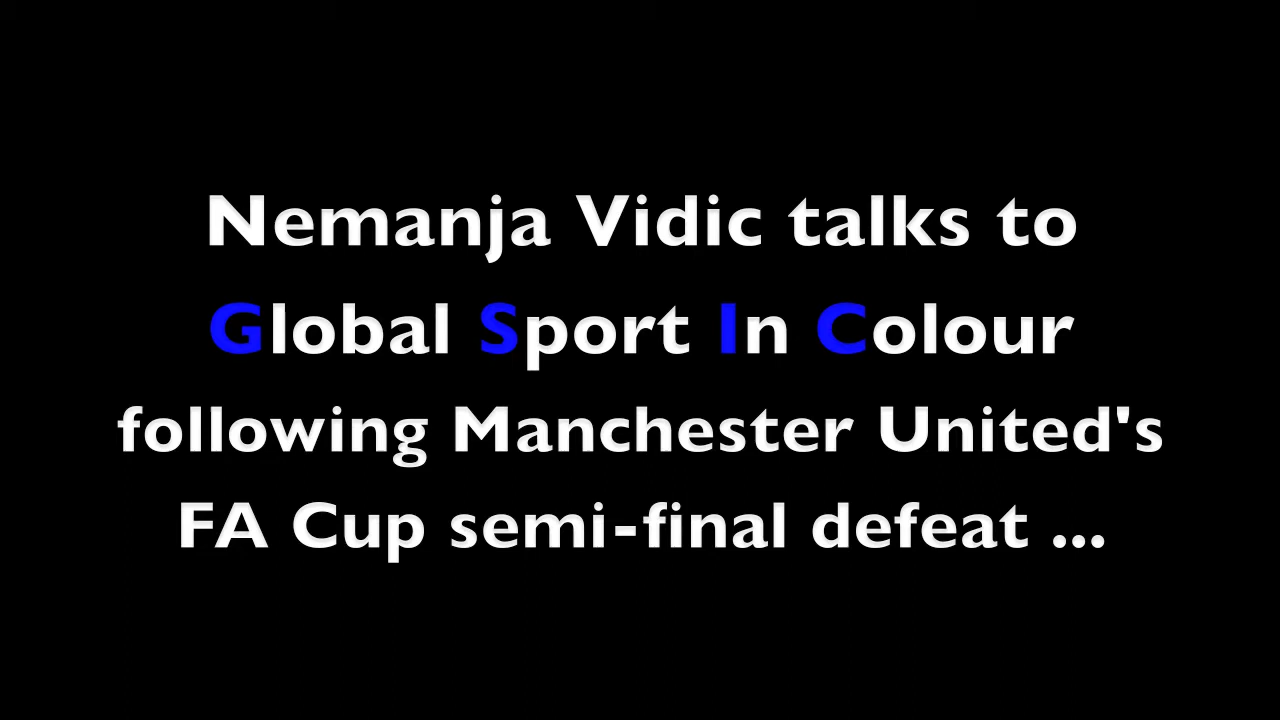 Nemanja Vidic talks to
Global Sport In Colour
following Manchester United's
FA Cup semi-final defeat ...